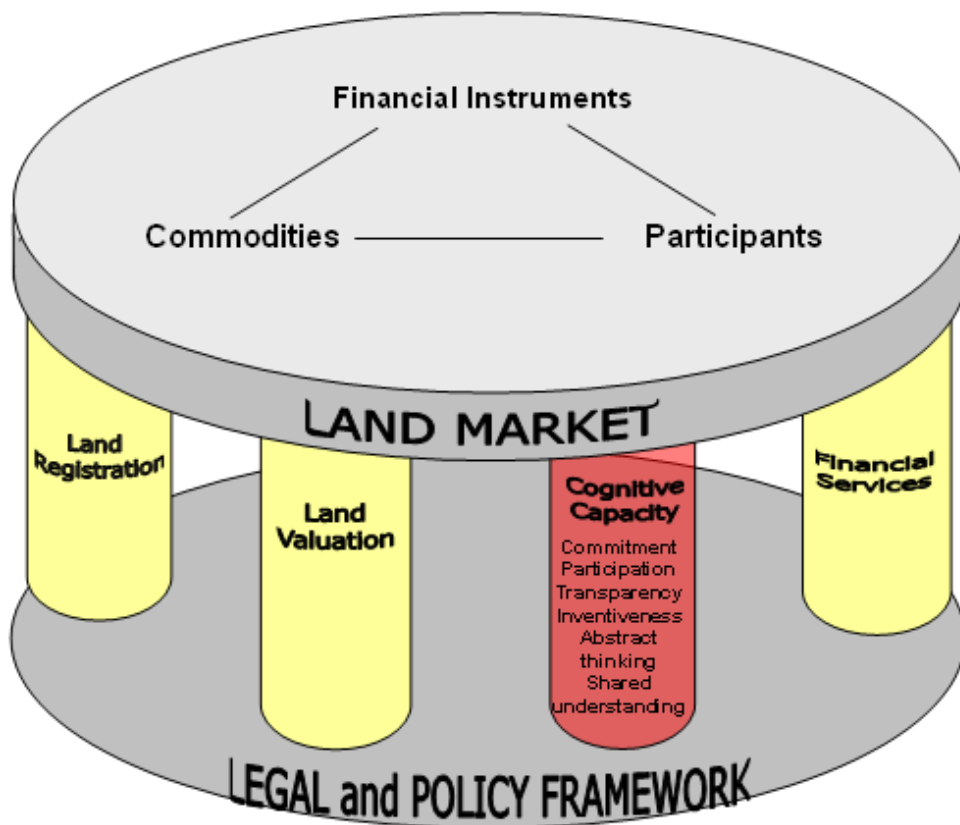 Financial Instruments
Commodities
Participants
LAND MARKET
Land
Registration
Land
Valuation
Cognitive
Capacity
Commitment
Participation
Transparency
Inventiveness
Abstract
thinking
Shared
understanding
Financial
Services
LEGAL and POLICY FRAMEWORK